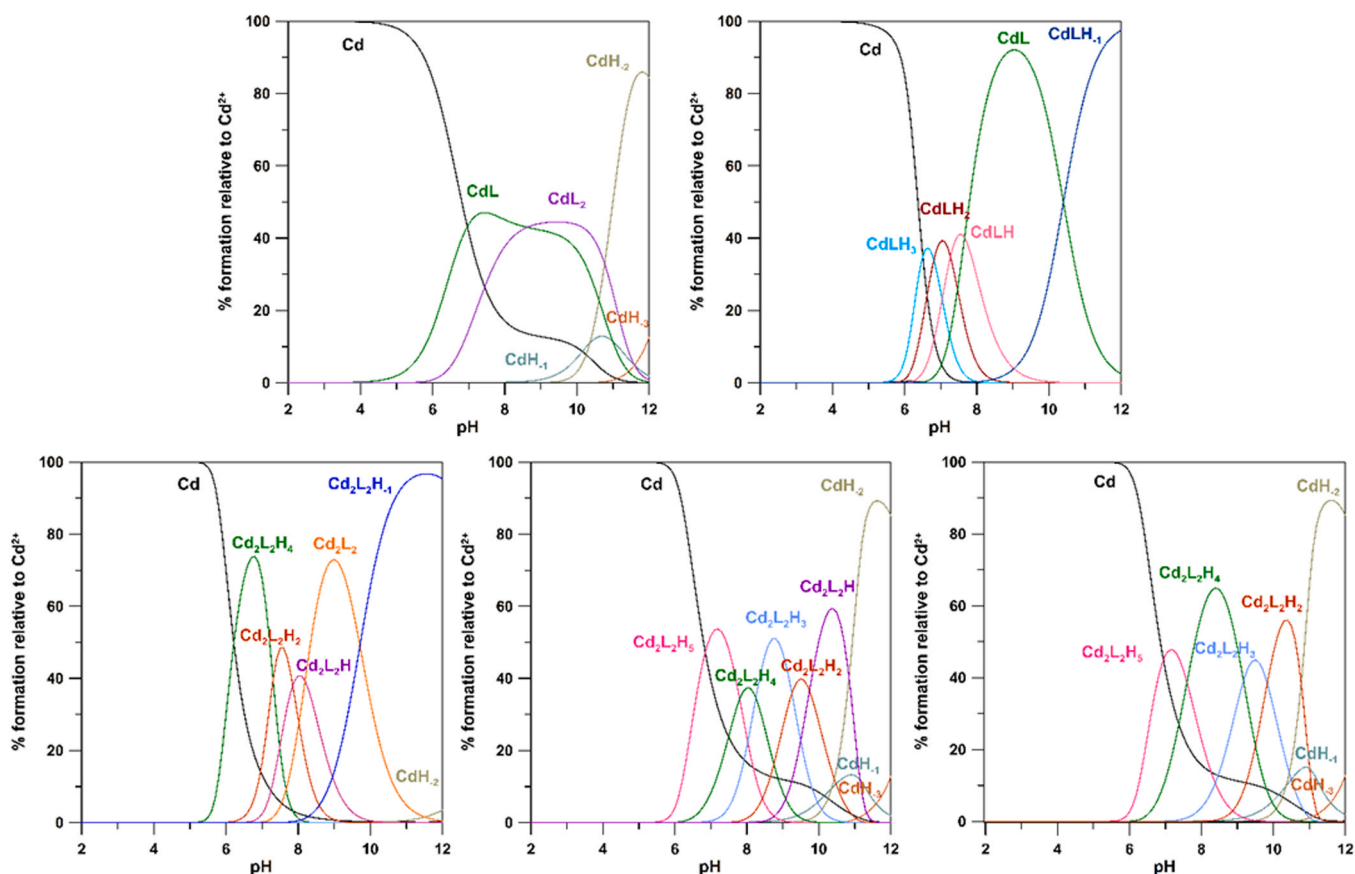 % formation relative to Cd²⁺
100
80
60
40
20
0
2
4
6
8
10
12
pH
Cd
CdL
CdL₂
CdH₋₁
CdH₋₂
CdH₋₃
% formation relative to Cd²⁺
100
80
60
40
20
0
2
4
6
8
10
12
pH
Cd
CdLH₃
CdLH₂
CdLH
CdL
CdLH₋₁
% formation relative to Cd²⁺
100
80
60
40
20
0
2
4
6
8
10
12
pH
Cd
Cd₂L₂H₄
Cd₂L₂H₂
Cd₂L₂H
Cd₂L₂
Cd₂L₂H₋₁
CdH₋₂
% formation relative to Cd²⁺
100
80
60
40
20
0
2
4
6
8
10
12
pH
Cd
Cd₂L₂H₅
Cd₂L₂H₄
Cd₂L₂H₃
Cd₂L₂H₂
Cd₂L₂H
CdH₋₂
CdH₋₁
CdH₋₃
% formation relative to Cd²⁺
100
80
60
40
20
0
2
4
6
8
10
12
pH
Cd
Cd₂L₂H₅
Cd₂L₂H₄
Cd₂L₂H₃
Cd₂L₂H₂
CdH₋₂
CdH₋₁
CdH₋₃